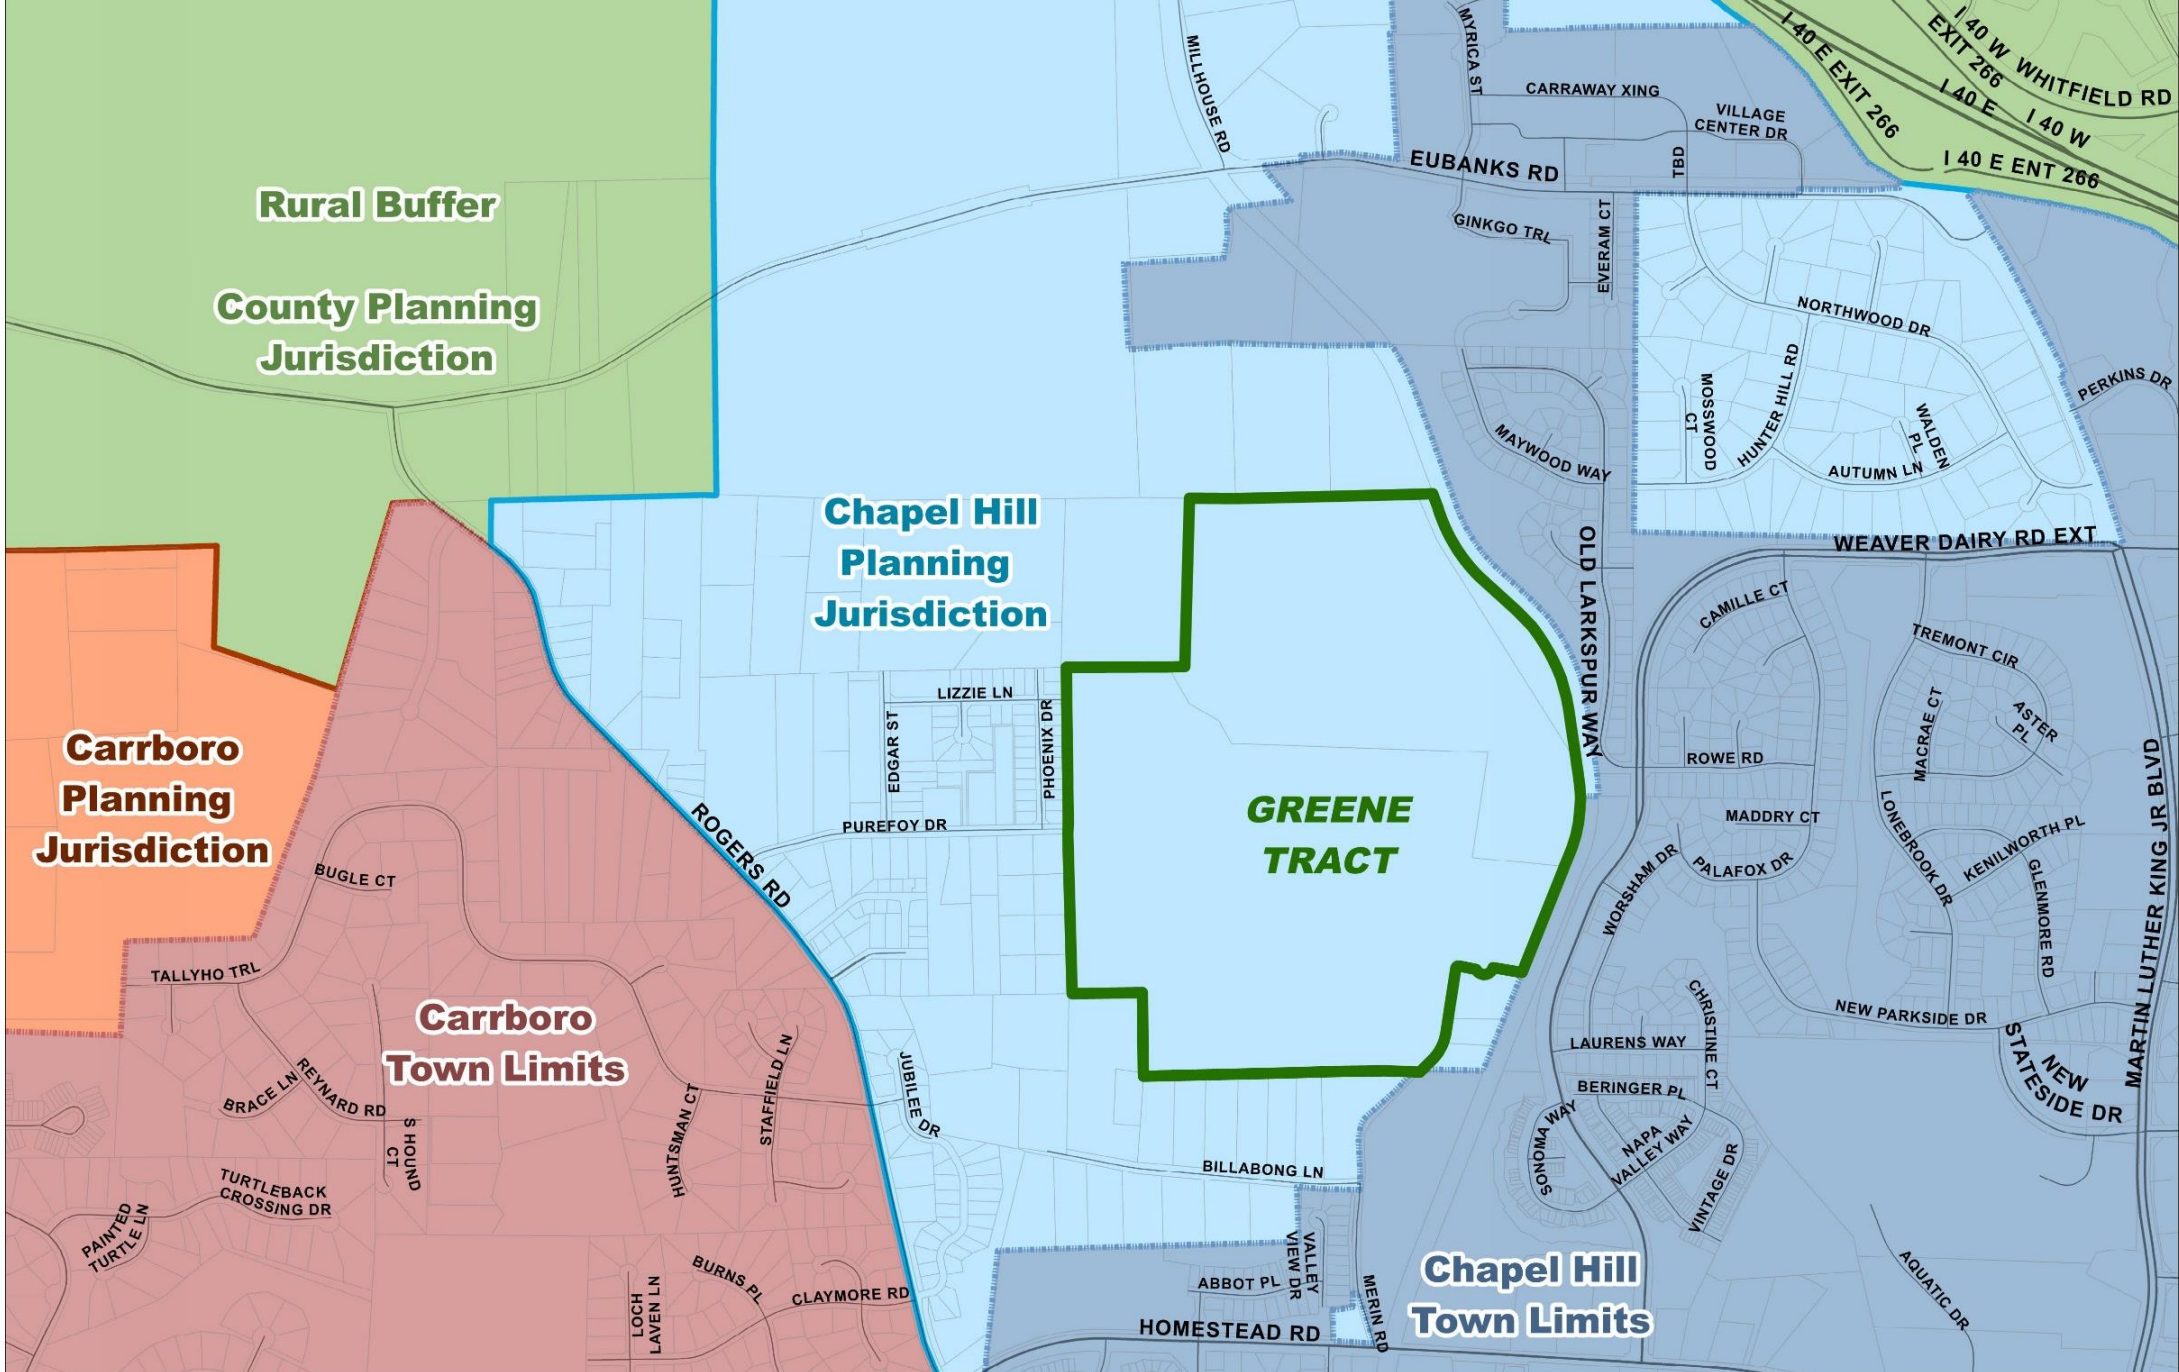 MYRICA ST
MILLHOUSE RD
CARRAWAY XING
VILLAGE
CENTER DR
TBD
EUBANKS RD
I 40 E EXIT 266
I 40 W
EXIT 266
WHITFIELD RD
I 40 E
I 40 W
I 40 E ENT 266
Rural Buffer
County Planning
Jurisdiction
GINKGO TRL
EVERAM CT
NORTHWOOD DR
HUNTER HILL RD
MOSSWOOD
CT
WALDEN
PL
AUTUMN LN
PERKINS DR
MAYWOOD WAY
Chapel Hill
Planning
Jurisdiction
OLD LARKSPUR WAY
WEAVER DAIRY RD EXT
CAMILLE CT
TREMONT CIR
MACRAE CT
ASTER
PL
LIZZIE LN
EDGAR ST
PHOENIX DR
PUREFOY DR
ROGERS RD
GREENE
TRACT
ROWE RD
MADDRY CT
PALAFOX DR
WORSHAM DR
LONEBROOK DR
KENILWORTH PL
GLENMORE RD
MARTIN LUTHER KING JR BLVD
Carrboro
Planning
Jurisdiction
BUGLE CT
TALLYHO TRL
Carrboro
Town Limits
REYNARD RD
BRACE LN
S HOUND
CT
HUNTSMAN CT
STAFFIELD LN
JUBILEE DR
CHRISTINE CT
NEW PARKSIDE DR
NEW
STATESIDE DR
LAURENS WAY
BERINGER PL
SONOMA WAY
NAPA
VALLEY WAY
VINTAGE DR
BILLABONG LN
TURTLEBACK
CROSSING DR
PAINTED
TURTLE LN
LOCH
LAVEN LN
BURNS PL
CLAYMORE RD
VALLEY
VIEW DR
ABBOT PL
MERIN RD
HOMESTEAD RD
Chapel Hill
Town Limits
AQUATIC DR